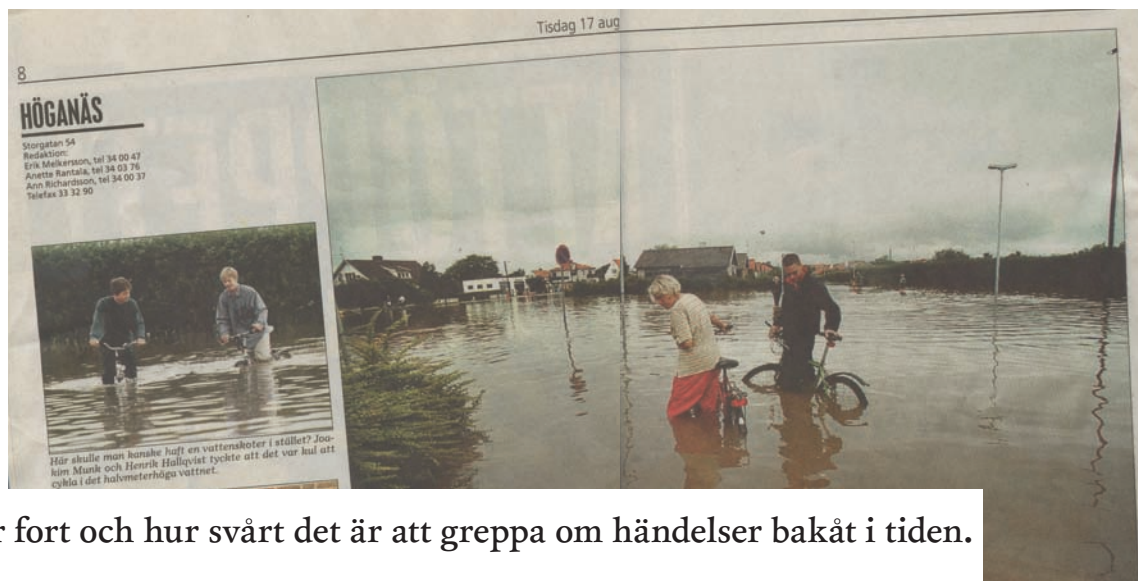 Tisdag 17 aug
8
HÖGANÄS
Storgatan 54
Redaktion:
Erik Melkersson, tel 34 00 47
Anette Rantala, tel 34 03 76
Ann Richardsson, tel 34 00 37
Telefax 33 32 90
Här skulle man kanske haft en vattenskoter i stället? Joa-
kim Munk och Henrik Hallqvist tyckte att det var kul att
cykla i det halvmeterhöga vattnet.
fort och hur svårt det är att greppa om händelser bakåt i tiden.